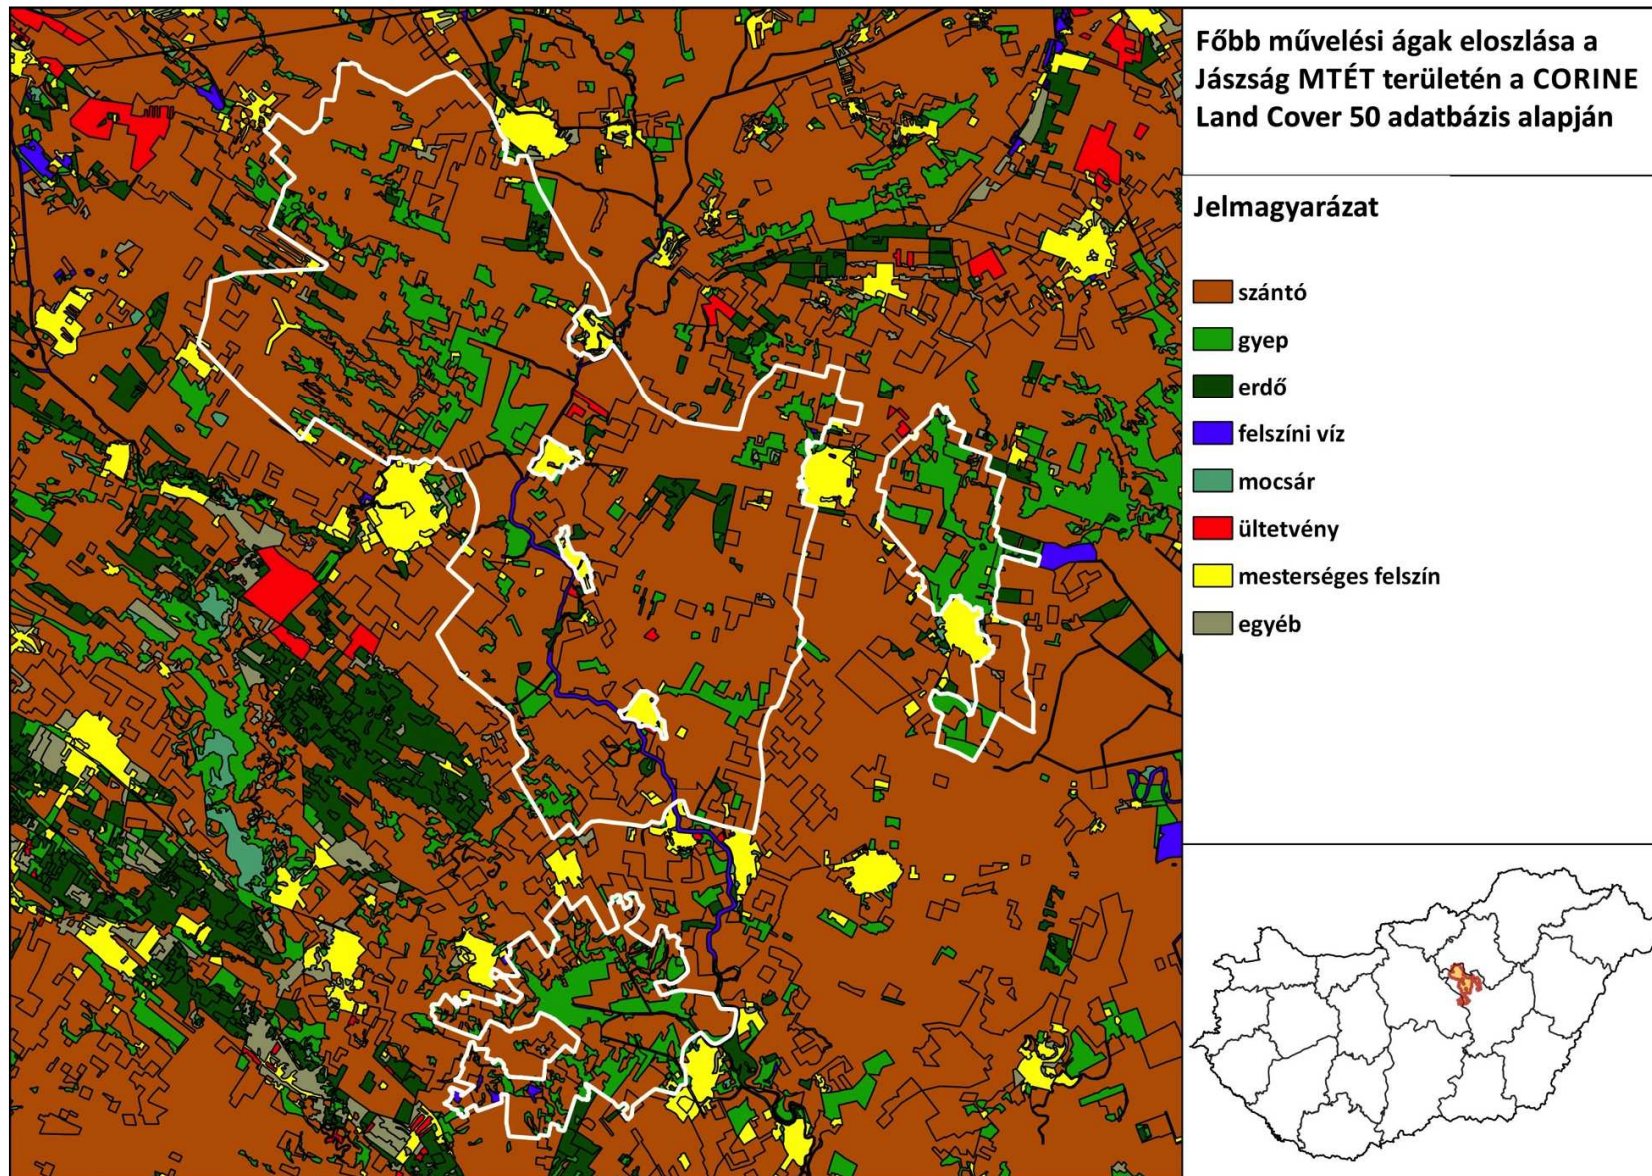 Főbb művelési ágak eloszlása a
Jászság MTÉT területén a CORINE
Land Cover 50 adatbázis alapján
Jelmagyarázat
szántó
gyep
erdő
felszíni víz
mocsár
ültetvény
mesterséges felszín
egyéb